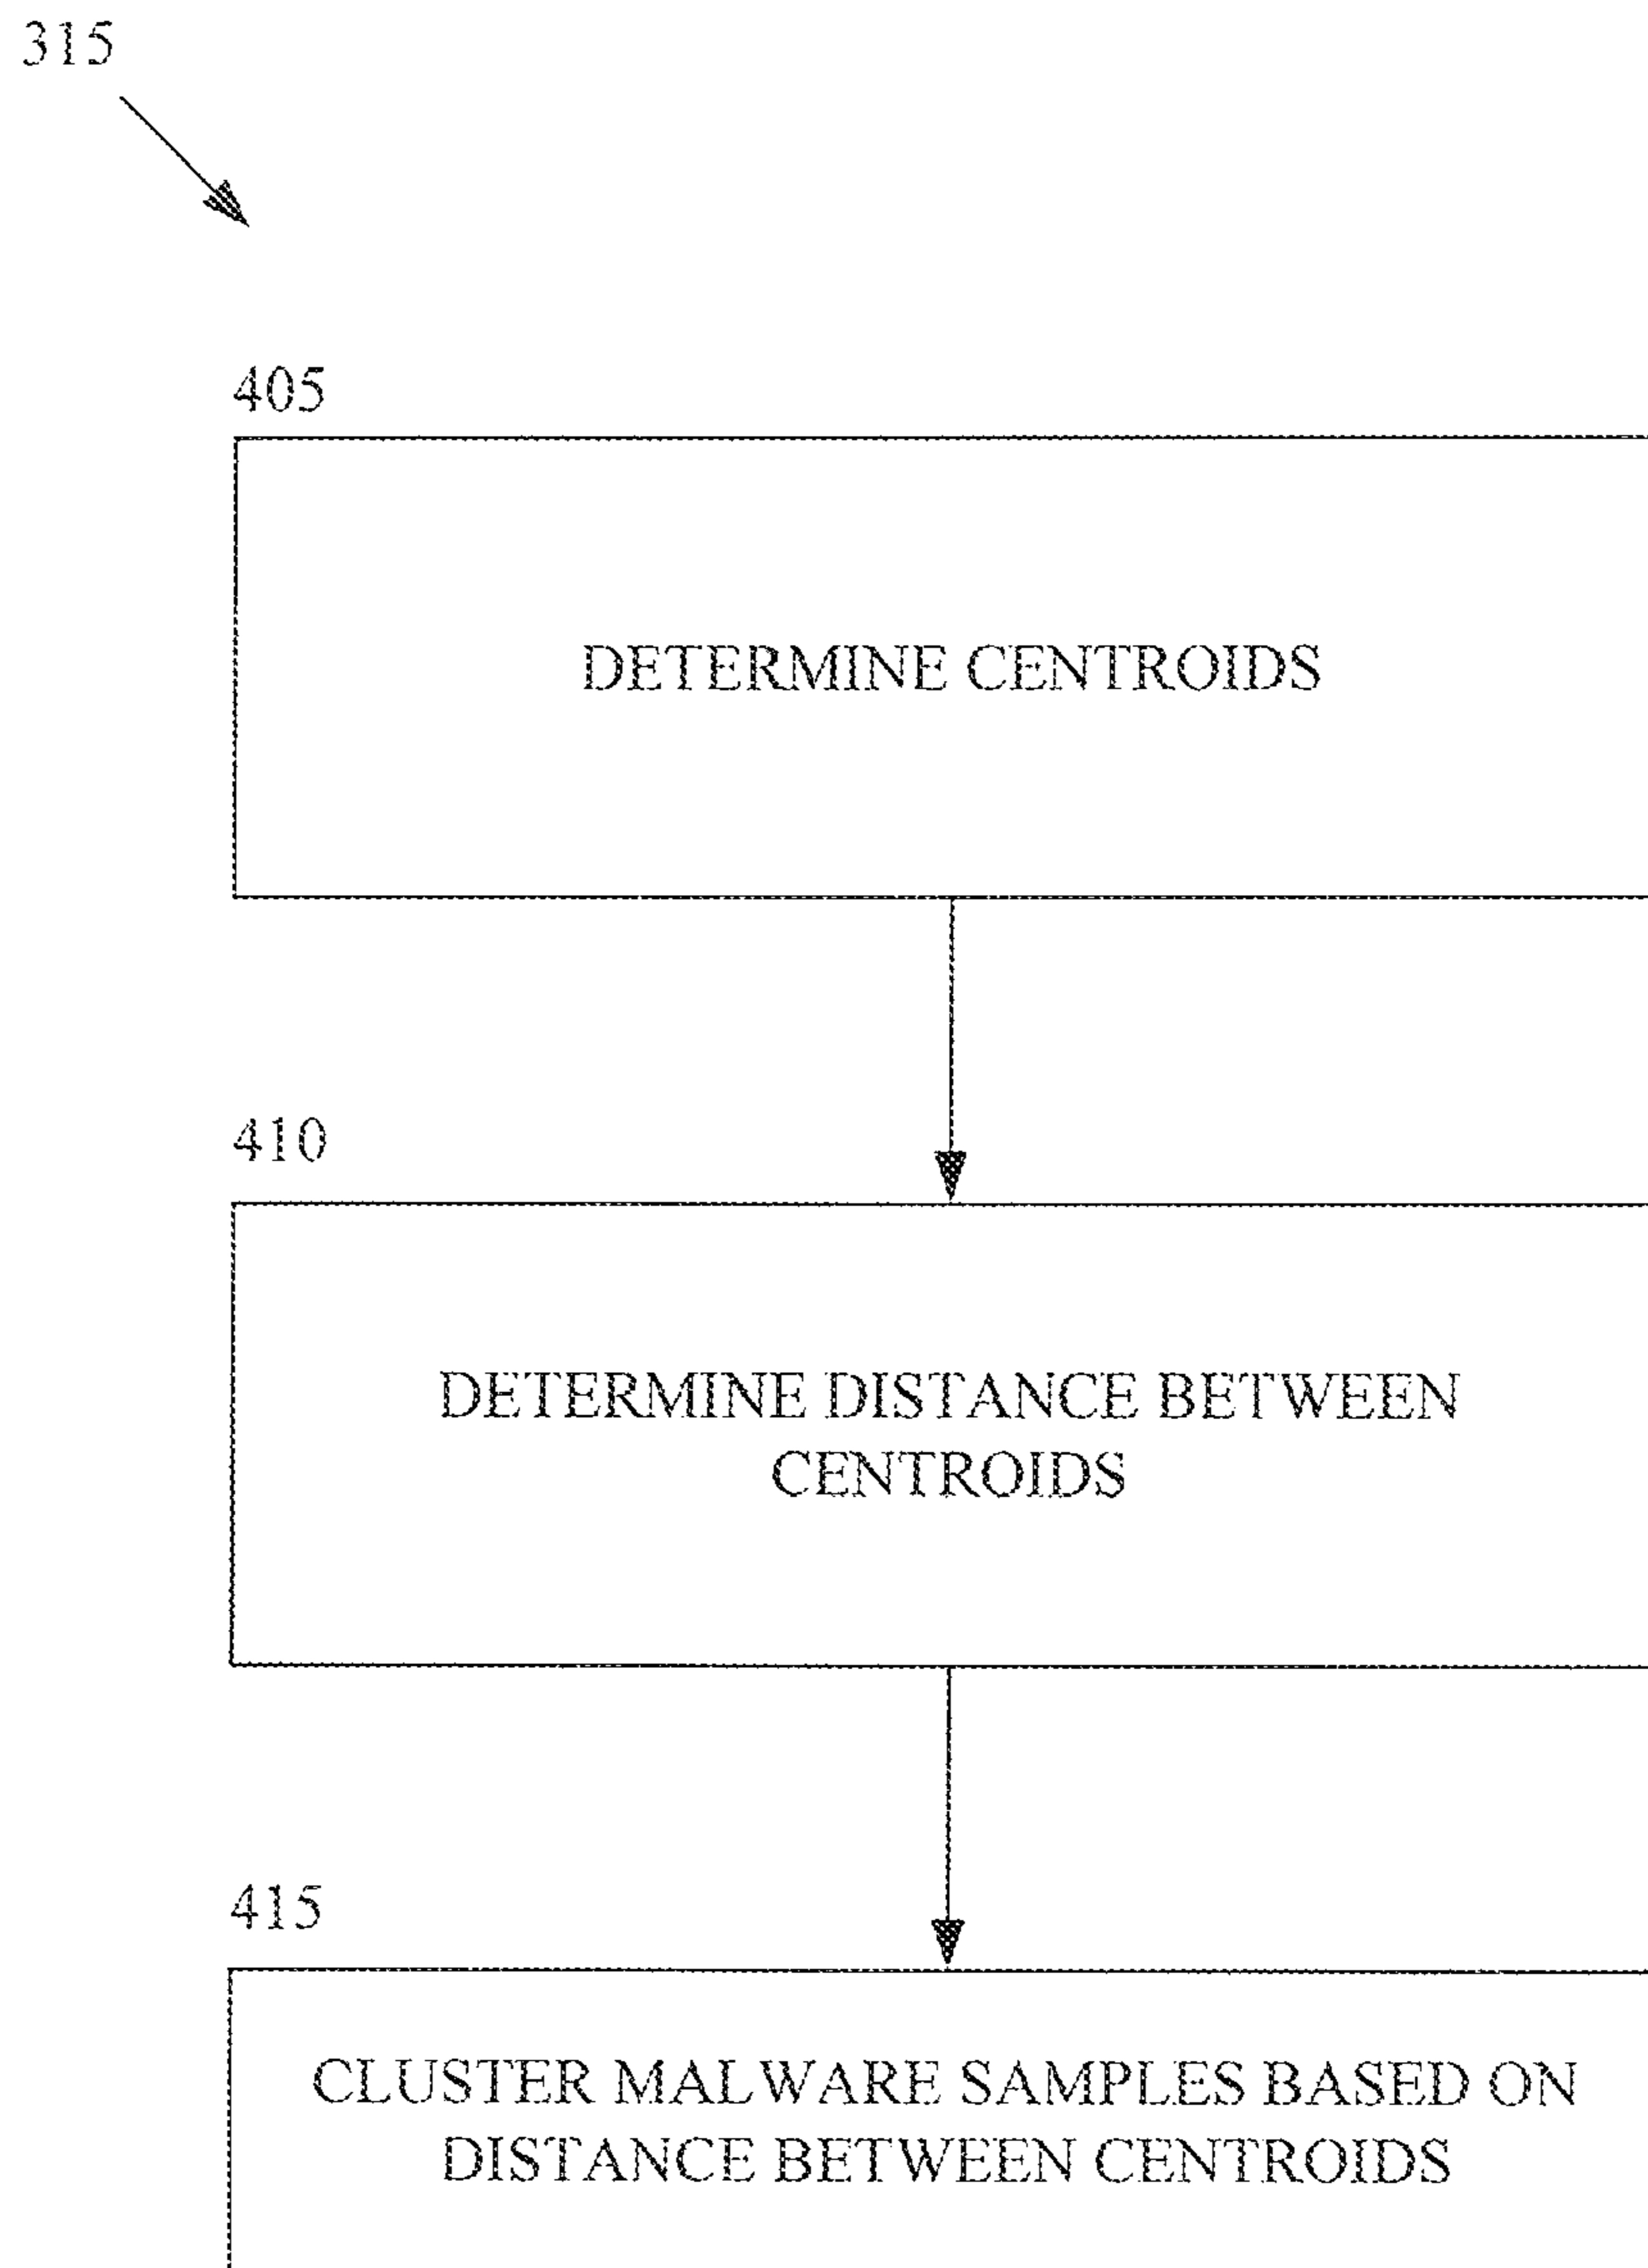 315
405
DETERMINE CENTROIDS
410
DETERMINE DISTANCE BETWEEN
CENTROIDS
415
CLUSTER MALWARE SAMPLES BASED ON
DISTANCE BETWEEN CENTROIDS